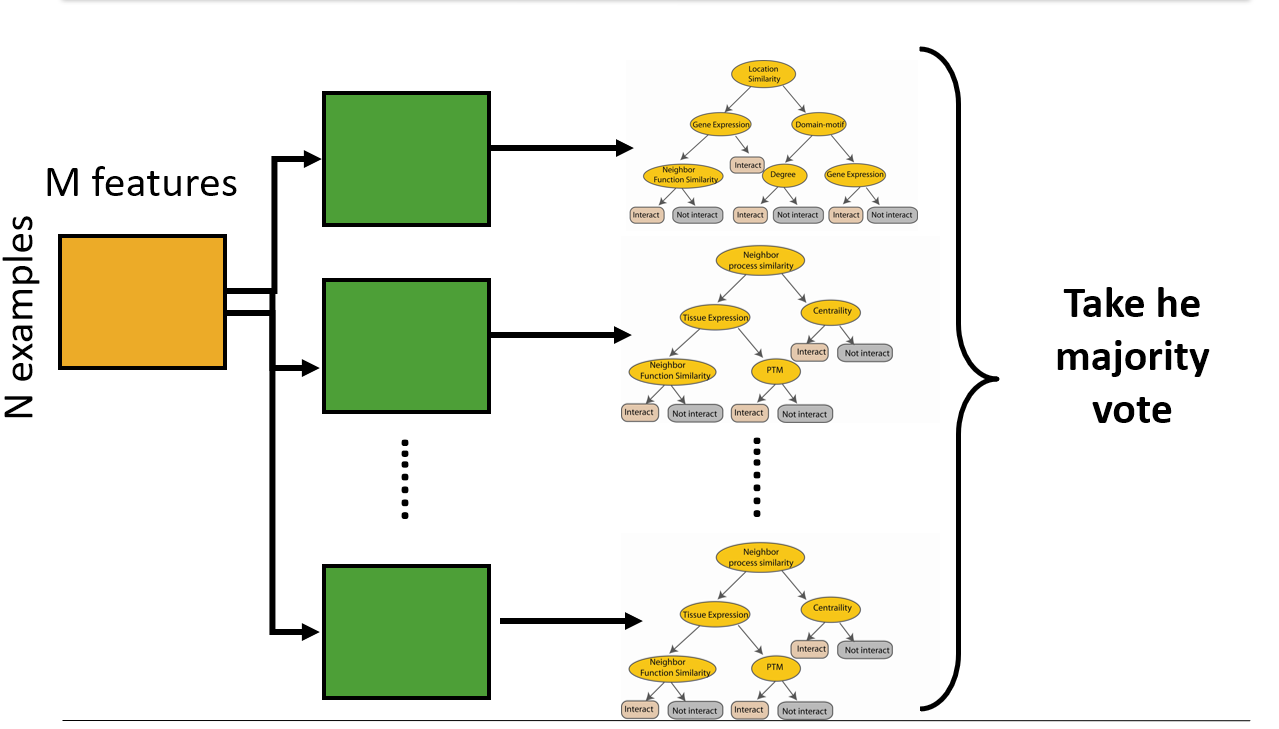 M features
N examples
Location
Similarity
Gene Expression
Domain-motif
Interact
Neighbor
Function Similarity
Degree
Gene Expression
Interact
Not interact
Interact
Not interact
Interact
Not interact
Neighbor
process similarity
Tissue Expression
Centraility
Interact
Not interact
Neighbor
Function Similarity
PTM
Interact
Not interact
Interact
Not interact
Neighbor
process similarity
Tissue Expression
Centraility
Interact
Not interact
Neighbor
Function Similarity
PTM
Interact
Not interact
Interact
Not interact
Take he
majority
vote